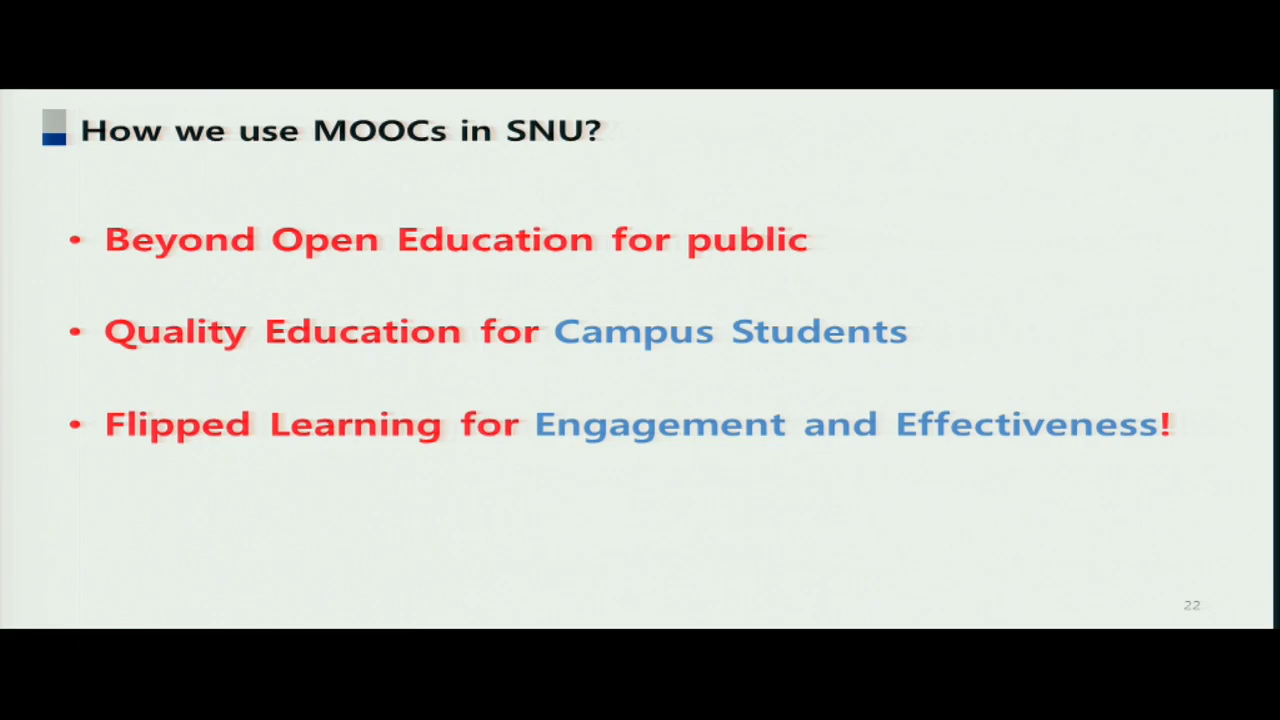 How we use MOOCs in SNU?
• Beyond Open Education for public
• Quality Education for Campus Students
• Flipped Learning for Engagement and Effectiveness!
22